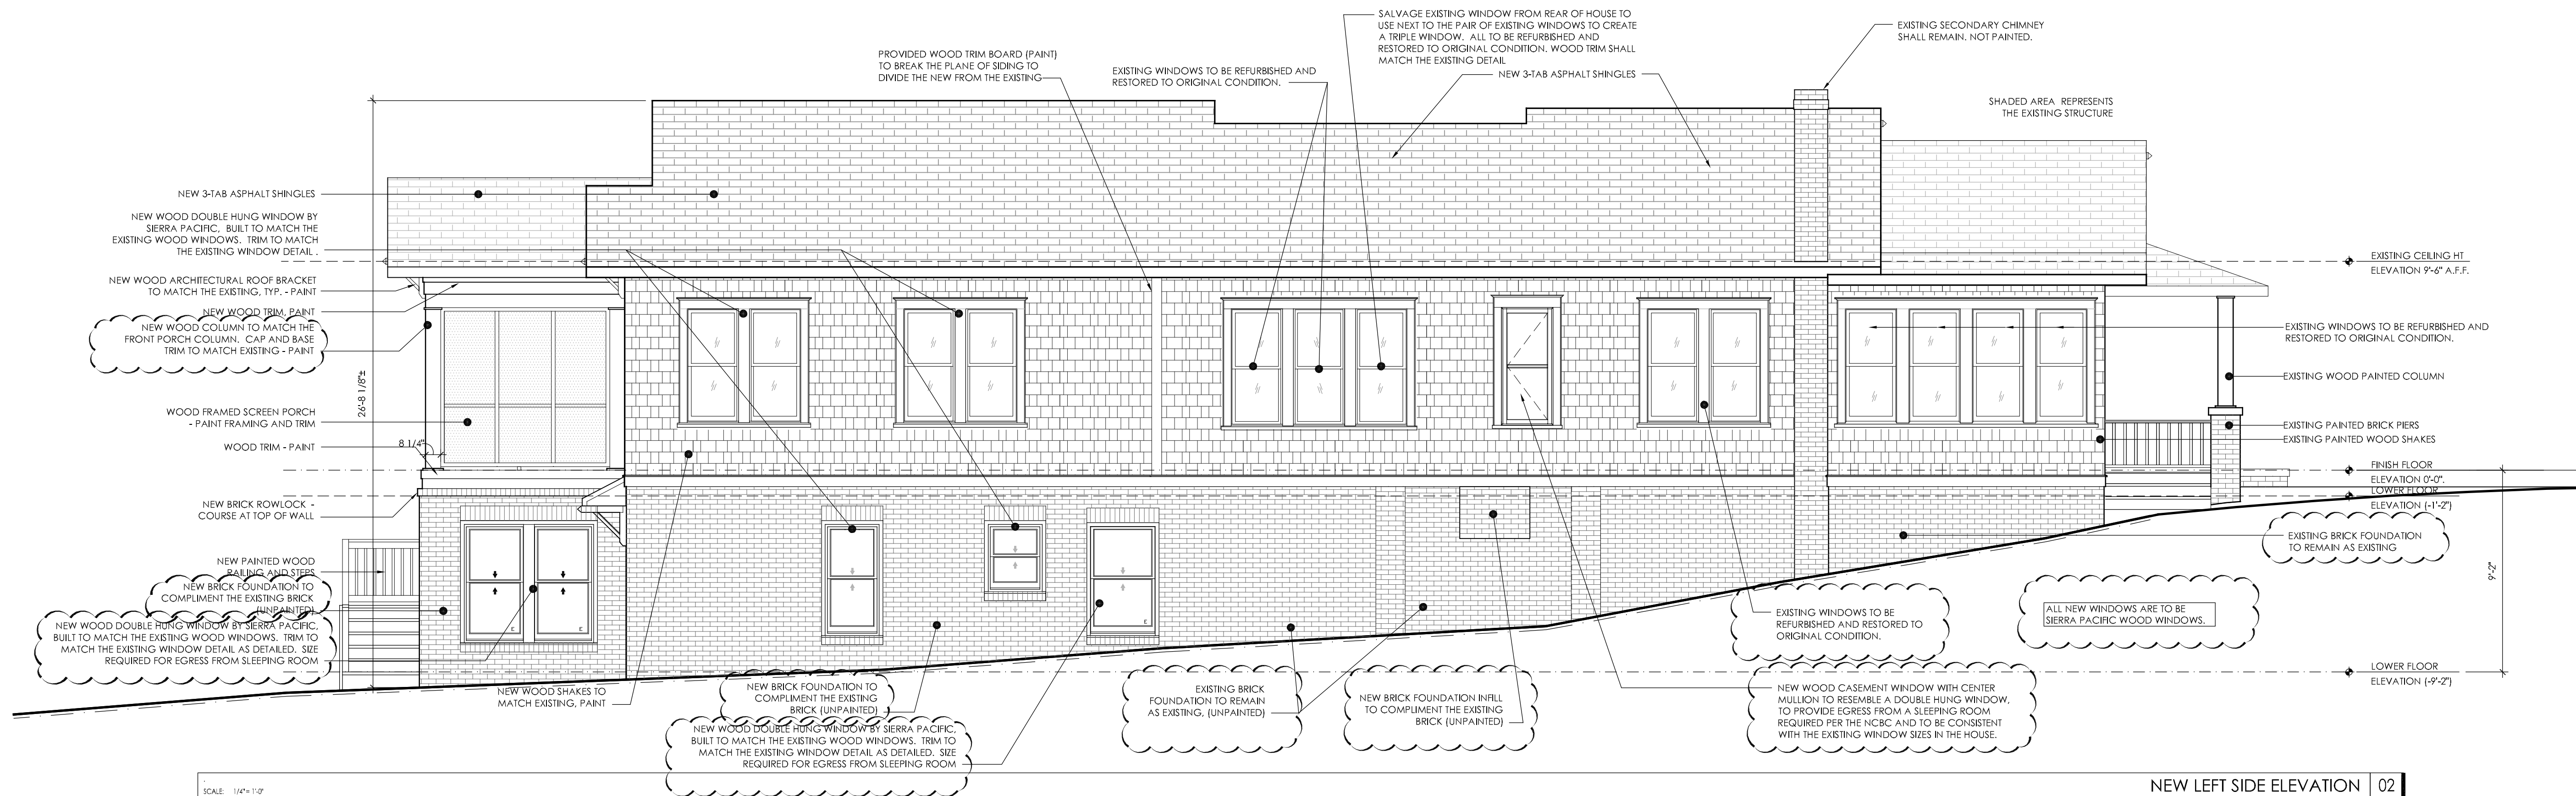 SALVAGE EXISTING WINDOW FROM REAR OF HOUSE TO
USE NEXT TO THE PAIR OF EXISTING WINDOWS TO CREATE
A TRIPLE WINDOW. ALL TO BE REFURBISHED AND
RESTORED TO ORIGINAL CONDITION. WOOD TRIM SHALL
MATCH THE EXISTING DETAIL
EXISTING SECONDARY CHIMNEY
SHALL REMAIN. NOT PAINTED.
PROVIDED WOOD TRIM BOARD (PAINT)
TO BREAK THE PLANE OF SIDING TO
DIVIDE THE NEW FROM THE EXISTING
EXISTING WINDOWS TO BE REFURBISHED AND
RESTORED TO ORIGINAL CONDITION.
NEW 3-TAB ASPHALT SHINGLES
SHADED AREA REPRESENTS
THE EXISTING STRUCTURE
NEW 3-TAB ASPHALT SHINGLES
NEW WOOD DOUBLE HUNG WINDOW BY
SIERRA PACIFIC, BUILT TO MATCH THE
EXISTING WOOD WINDOWS. TRIM TO MATCH
THE EXISTING WINDOW DETAIL .
NEW WOOD ARCHITECTURAL ROOF BRACKET
TO MATCH THE EXISTING, TYP. - PAINT
NEW WOOD TRIM, PAINT
NEW WOOD COLUMN TO MATCH THE
FRONT PORCH COLUMN. CAP AND BASE
TRIM TO MATCH EXISTING - PAINT
26'-8 1/8"±
WOOD FRAMED SCREEN PORCH
- PAINT FRAMING AND TRIM
WOOD TRIM - PAINT
8 1/4"
NEW BRICK ROWLOCK -
COURSE AT TOP OF WALL
NEW PAINTED WOOD
RAILING AND STEPS
NEW BRICK FOUNDATION TO
COMPLIMENT THE EXISTING BRICK
(UNPAINTED)
NEW WOOD DOUBLE HUNG WINDOW BY SIERRA PACIFIC,
BUILT TO MATCH THE EXISTING WOOD WINDOWS. TRIM TO
MATCH THE EXISTING WINDOW DETAIL AS DETAILED. SIZE
REQUIRED FOR EGRESS FROM SLEEPING ROOM
E
E
E
EXISTING CEILING HT
ELEVATION 9'-6" A.F.F.
EXISTING WINDOWS TO BE REFURBISHED AND
RESTORED TO ORIGINAL CONDITION.
EXISTING WOOD PAINTED COLUMN
EXISTING PAINTED BRICK PIERS
EXISTING PAINTED WOOD SHAKES
FINISH FLOOR
ELEVATION 0'-0".
LOWER FLOOR
ELEVATION (-1'-2")
EXISTING BRICK FOUNDATION
TO REMAIN AS EXISTING
9'-2"
ALL NEW WINDOWS ARE TO BE
SIERRA PACIFIC WOOD WINDOWS.
EXISTING WINDOWS TO BE
REFURBISHED AND RESTORED TO
ORIGINAL CONDITION.
LOWER FLOOR
ELEVATION (-9'-2")
NEW WOOD SHAKES TO
MATCH EXISTING, PAINT
NEW BRICK FOUNDATION TO
COMPLIMENT THE EXISTING
BRICK (UNPAINTED)
NEW WOOD DOUBLE HUNG WINDOW BY SIERRA PACIFIC,
BUILT TO MATCH THE EXISTING WOOD WINDOWS. TRIM TO
MATCH THE EXISTING WINDOW DETAIL AS DETAILED. SIZE
REQUIRED FOR EGRESS FROM SLEEPING ROOM
EXISTING BRICK
FOUNDATION TO REMAIN
AS EXISTING, (UNPAINTED)
NEW BRICK FOUNDATION INFILL
TO COMPLIMENT THE EXISTING
BRICK (UNPAINTED)
NEW WOOD CASEMENT WINDOW WITH CENTER
MULLION TO RESEMBLE A DOUBLE HUNG WINDOW,
TO PROVIDE EGRESS FROM A SLEEPING ROOM
REQUIRED PER THE NCBC AND TO BE CONSISTENT
WITH THE EXISTING WINDOW SIZES IN THE HOUSE.
SCALE: 1/4" = 1'-0"
NEW LEFT SIDE ELEVATION 02